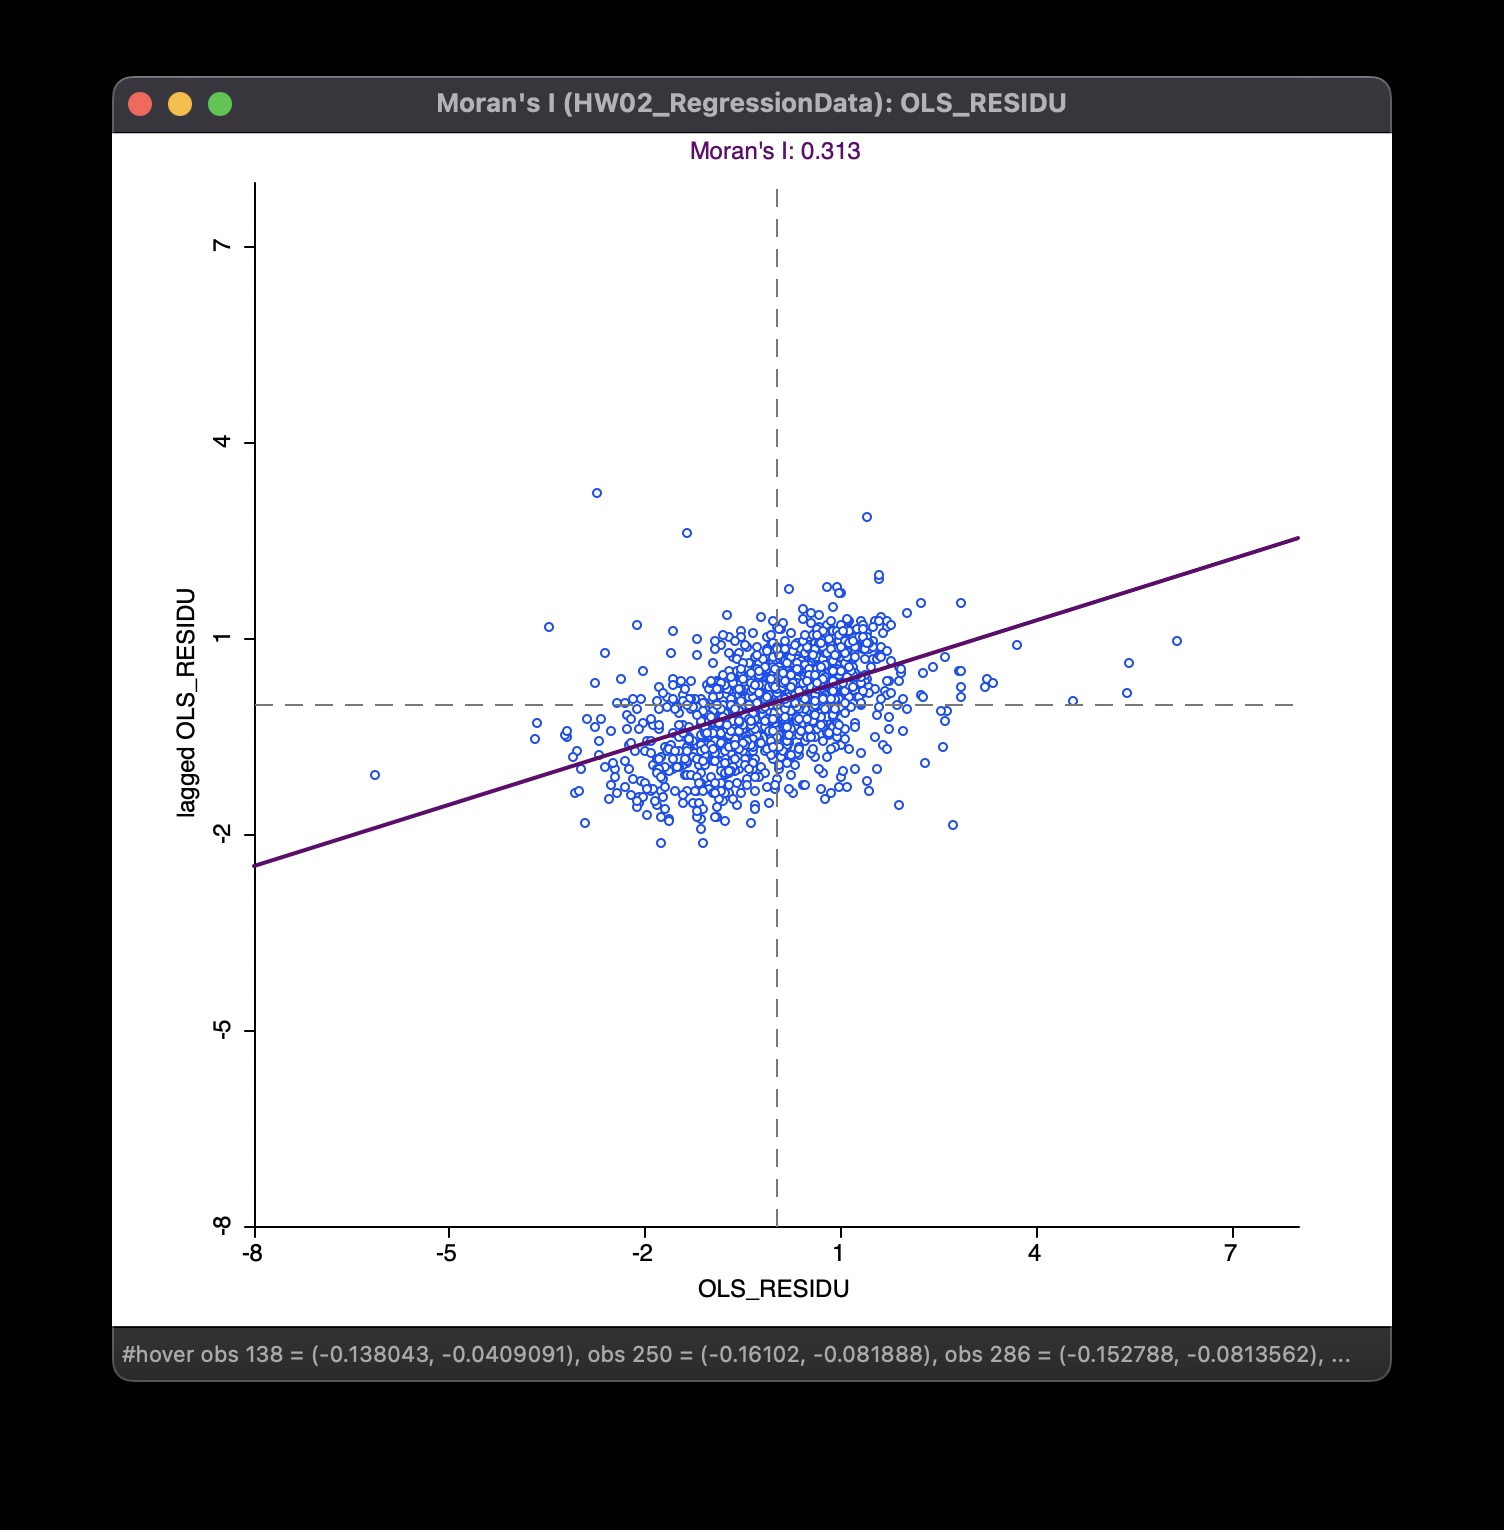 Moran's I (HW02_RegressionData): OLS_RESIDU
Moran's I: 0.313
7
4
1
-2
-5
-8
lagged OLS_RESIDU
-8 -5 -2 1 4 7
OLS_RESIDU
#hover obs 138 = (-0.138043, -0.0409091), obs 250 = (-0.16102, -0.081888), obs 286 = (-0.152788, -0.0813562), ...